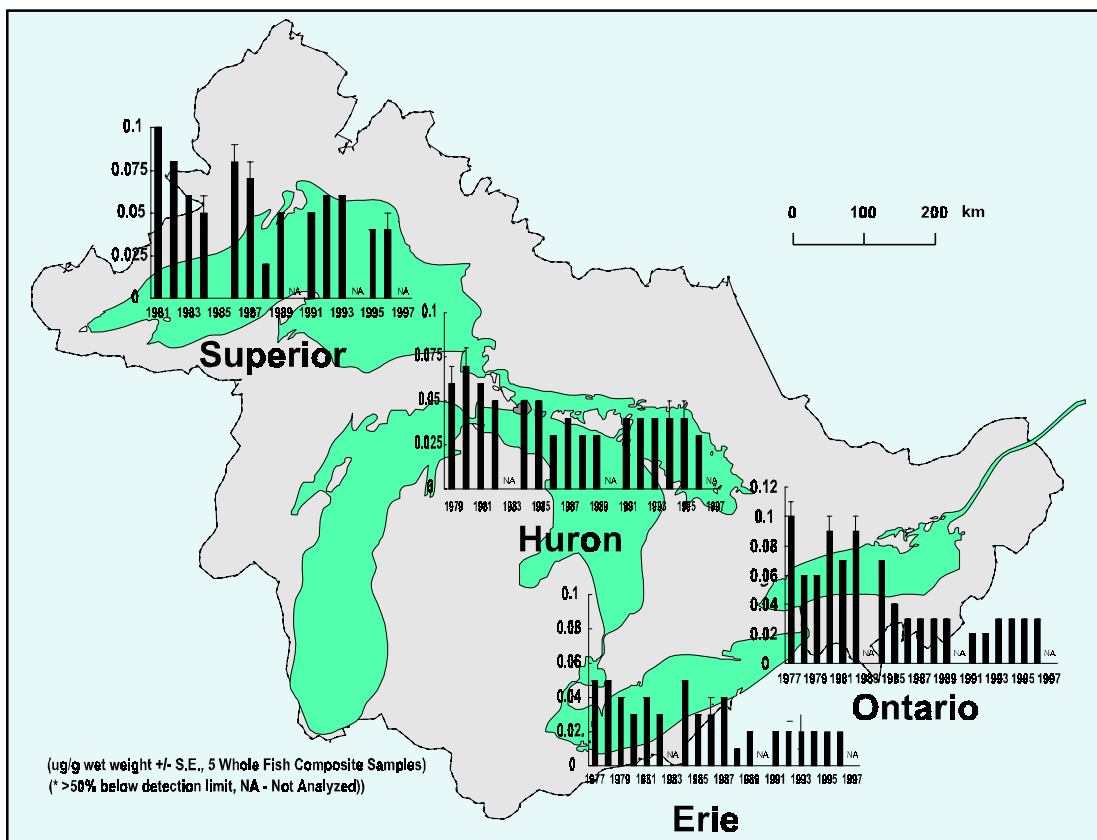 0.1
0.075
0.05
0.025
0
NA NA NA
1981 1983 1985 1987 1989 1991 1993 1995 1997
Superior
0 100 200 km
0.1
0.075
0.05
0.025
0
NA NA NA
1979 1981 1983 1985 1987 1989 1991 1993 1995 1997
Huron
0.12
0.1
0.08
0.06
0.04
0.02
0
NA NA NA
1977 1979 1981 1983 1985 1987 1989 1991 1993 1995 1997
Ontario
0.1
0.08
0.06
0.04
0.02
0
NA NA NA
1977 1979 1981 1983 1985 1987 1989 1991 1993 1995 1997
Erie
(ug/g wet weight +/- S.E., 5 Whole Fish Composite Samples)
(* >50% below detection limit, NA - Not Analyzed))